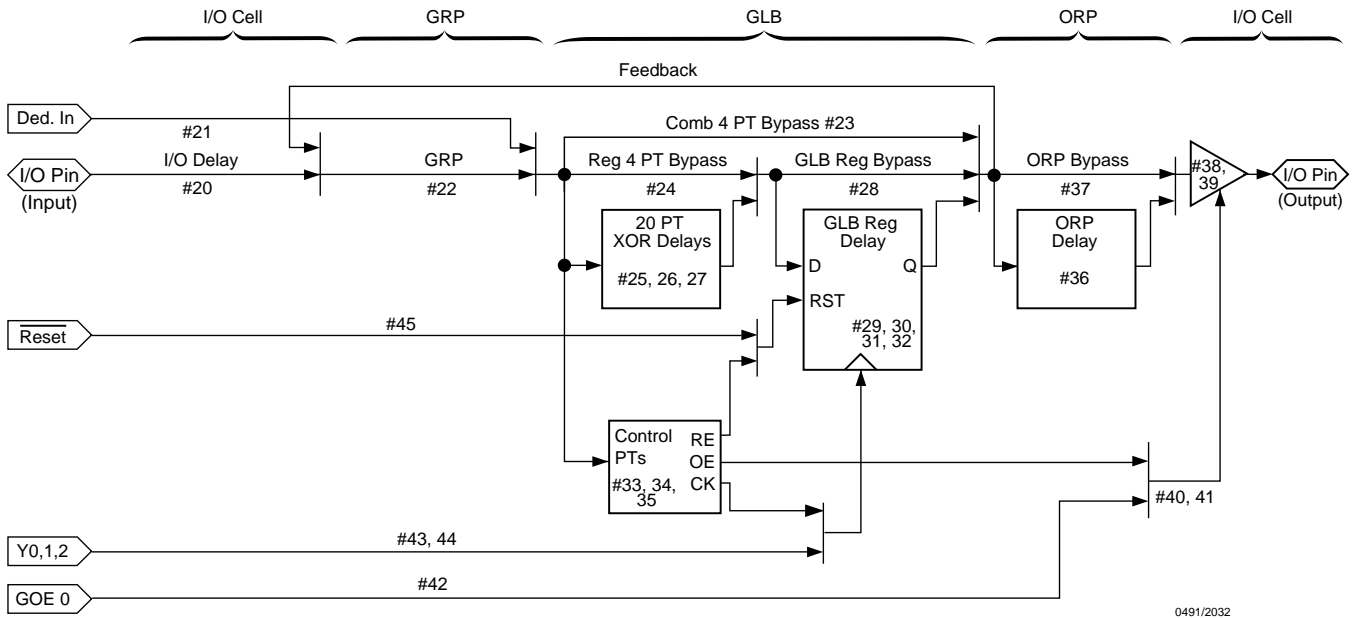 I/O Cell
GRP
GLB
ORP
I/O Cell
Feedback
Ded. In
#21
Comb 4 PT Bypass #23
I/O Pin
(Input)
I/O Delay
#20
GRP
#22
Reg 4 PT Bypass
#24
GLB Reg Bypass
#28
ORP Bypass
#37
#38,
39
I/O Pin
(Output)
20 PT
XOR Delays
#25, 26, 27
GLB Reg
Delay
D
Q
RST
#29, 30,
31, 32
ORP
Delay
#36
Reset
#45
Control
PTs
RE
OE
CK
#33, 34,
35
#40, 41
Y0,1,2
#43, 44
GOE 0
#42
0491/2032